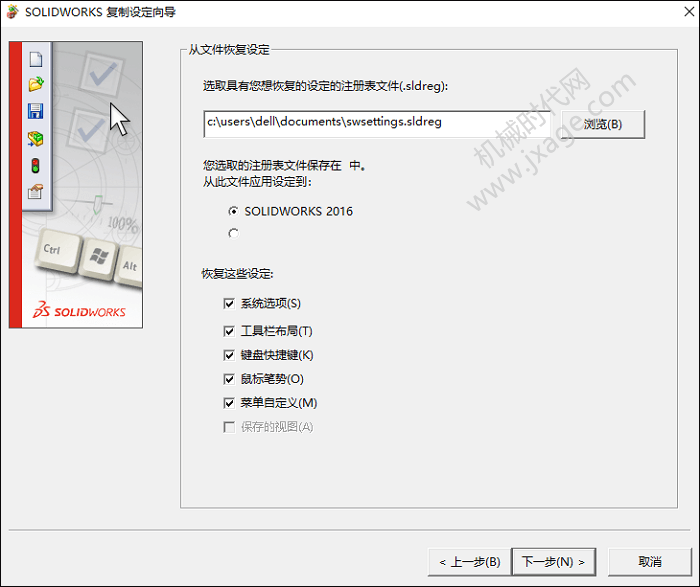 SOLIDWORKS 复制设定向导
从文件恢复设定
选取具有您想恢复的设定的注册表文件(.sldreg):
c:\users\dell\documents\swsettings.sldreg
浏览(B)
您选取的注册表文件保存在 中。
从此文件应用设定到:
SOLIDWORKS 2016
恢复这些设定:
系统选项(S)
工具栏布局(T)
键盘快捷键(K)
鼠标笔势(O)
菜单自定义(M)
保存的视图(A)
100%
Ctrl
Alt
SOLIDWORKS
机械时代网
www.jxage.com
< 上一步(B)
下一步(N) >
取消